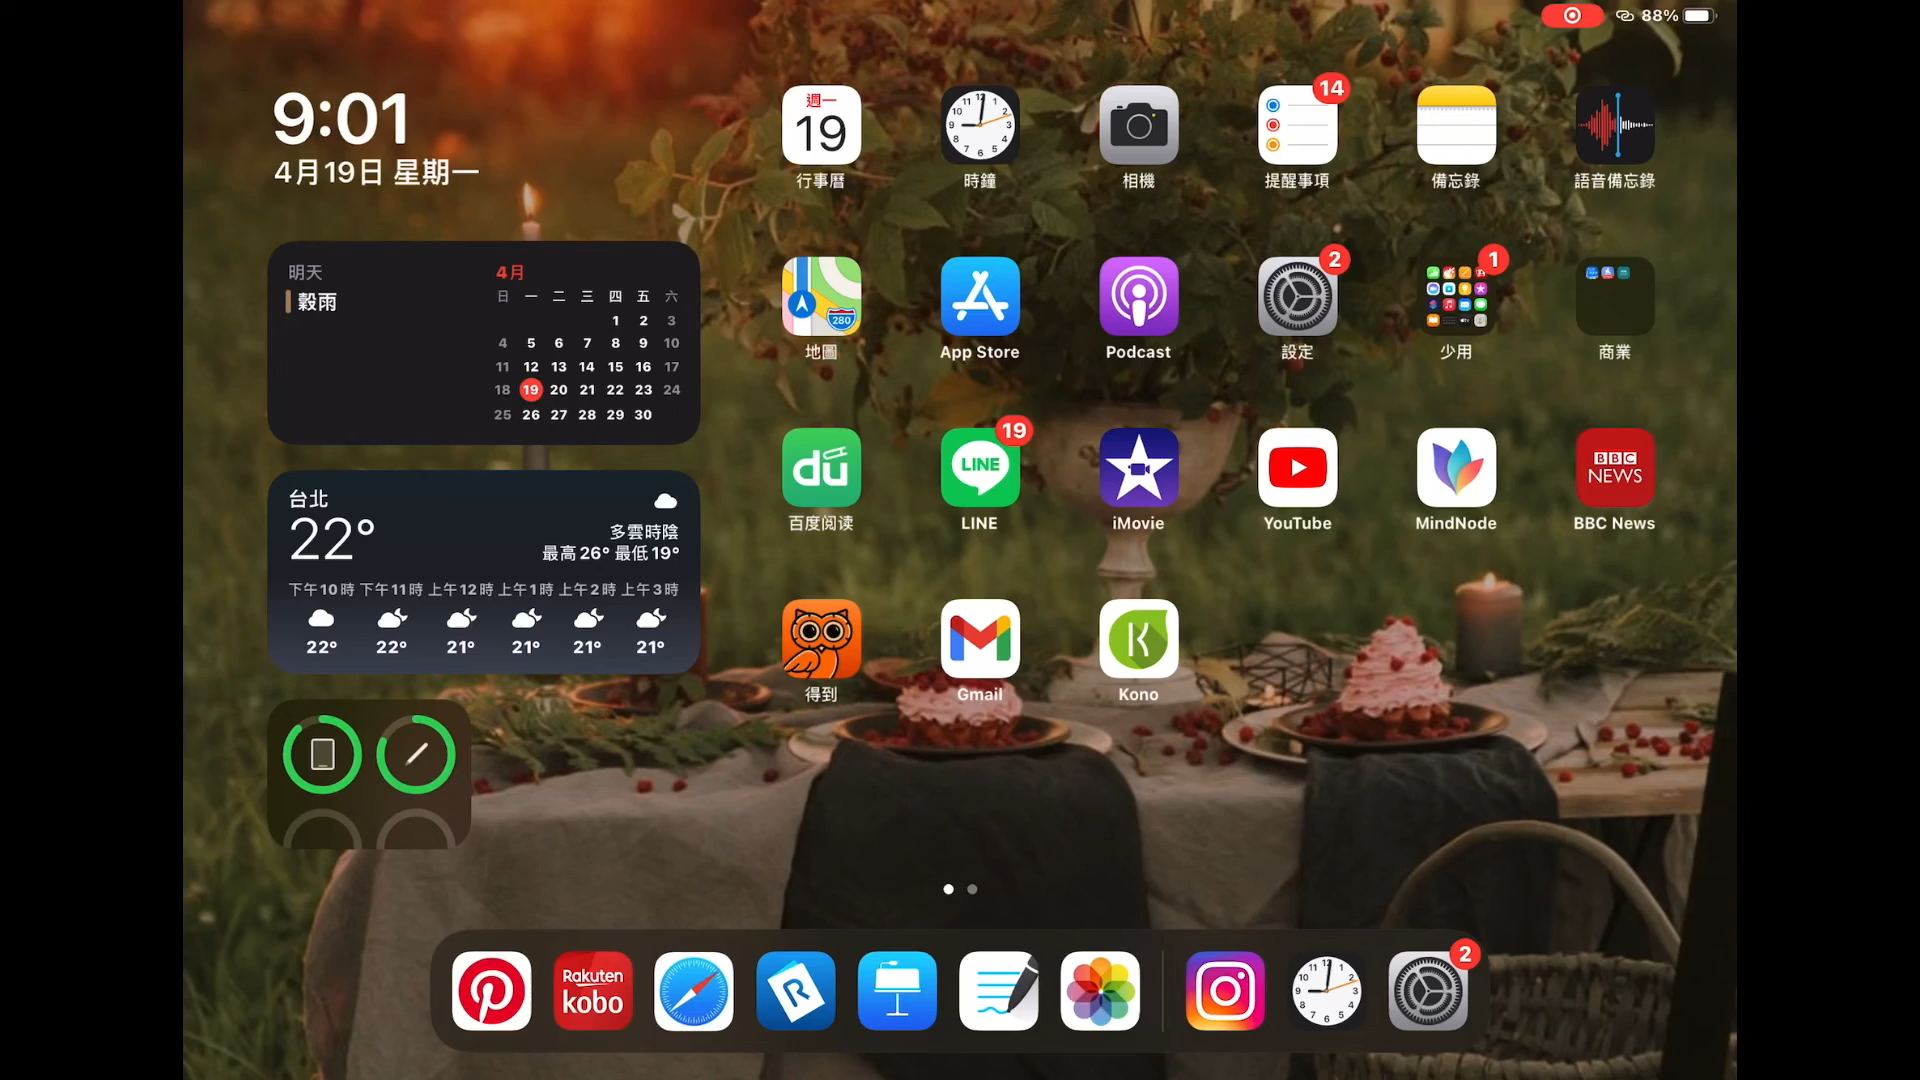 88%
9:01
4月19日 星期一
明天
穀雨
4月
日 一 二 三 四 五 六
1 2 3
4 5 6 7 8 9 10
11 12 13 14 15 16 17
18 19 20 21 22 23 24
25 26 27 28 29 30
台北
22°
多雲時陰
最高26° 最低19°
下午10時 下午11時 上午12時 上午1時 上午2時 上午3時
22° 22° 21° 21° 21° 21°
週一
19
14
行事曆 時鐘 相機 提醒事項 備忘錄 語音備忘錄
280
2
1
地圖 App Store Podcast 設定 少用 商業
du
19
LINE
BBC
NEWS
百度阅读 LINE iMovie YouTube MindNode BBC News
K
得到 Gmail Kono
Rakuten
kobo
R
2